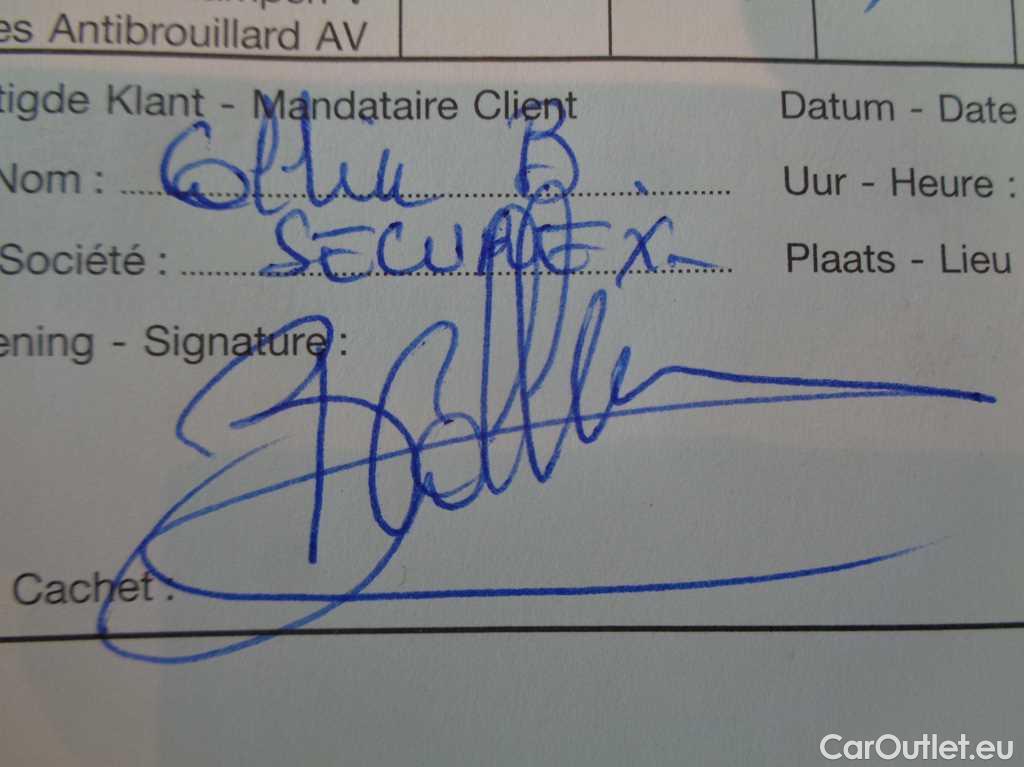 es Antibrouillard AV
tigde Klant - Mandataire Client
Datum - Date
Nom : B.
Uur - Heure :
Société : SECUREX
Plaats - Lieu
ening - Signature :
Cachet :
CarOutlet.eu